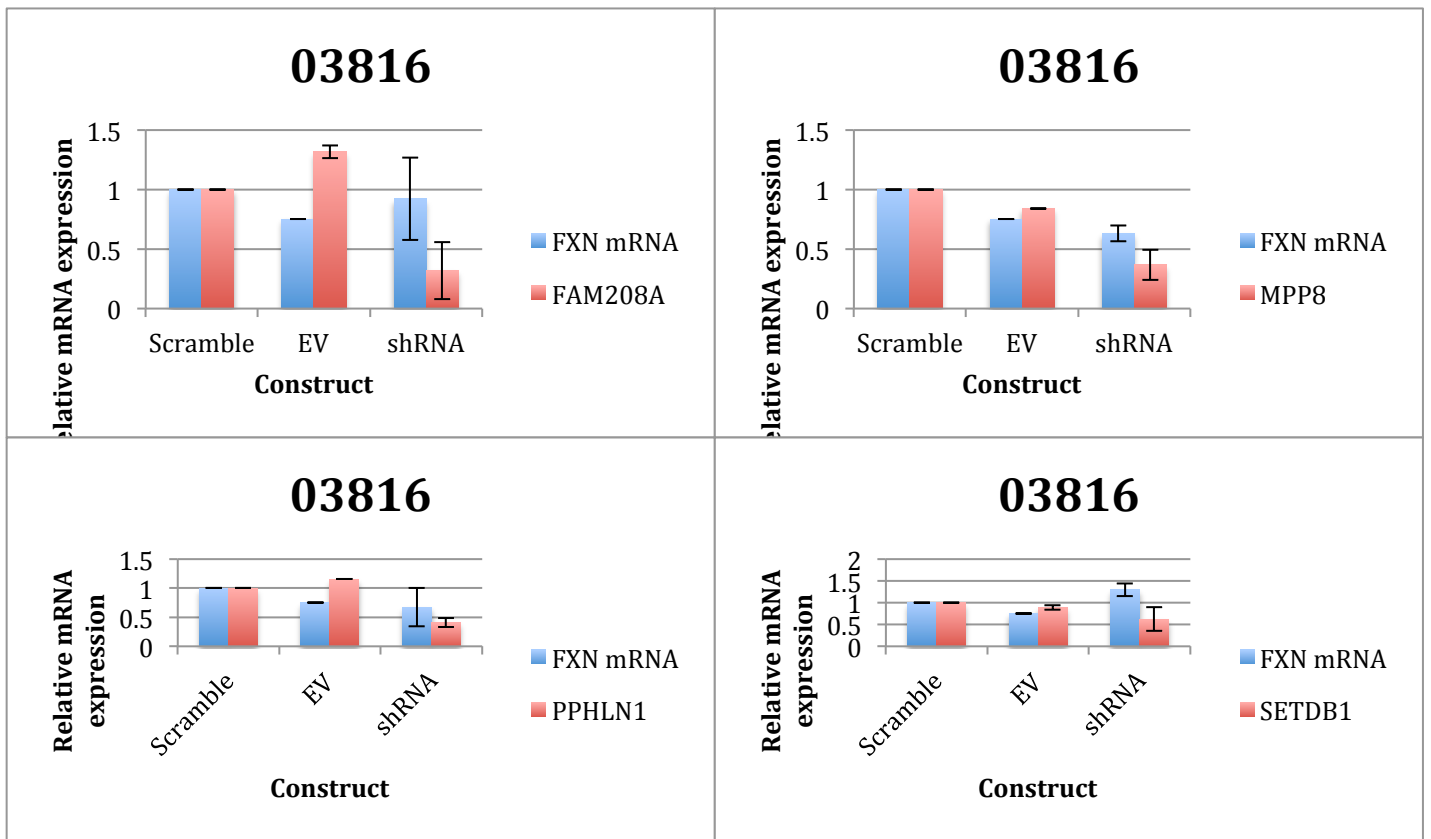 03816
Relative mRNA expression
1.5
1
0.5
0
Scramble EV shRNA
Construct
FXN mRNA
FAM208A
03816
elative mRNA expression
1.5
1
0.5
0
Scramble EV shRNA
Construct
FXN mRNA
MPP8
03816
Relative mRNA
expression
1.5
1
0.5
0
Scramble
EV
shRNA
Construct
FXN mRNA
PPHLN1
03816
Relative mRNA
expression
2
1.5
1
0.5
0
Scramble
EV
shRNA
Construct
FXN mRNA
SETDB1